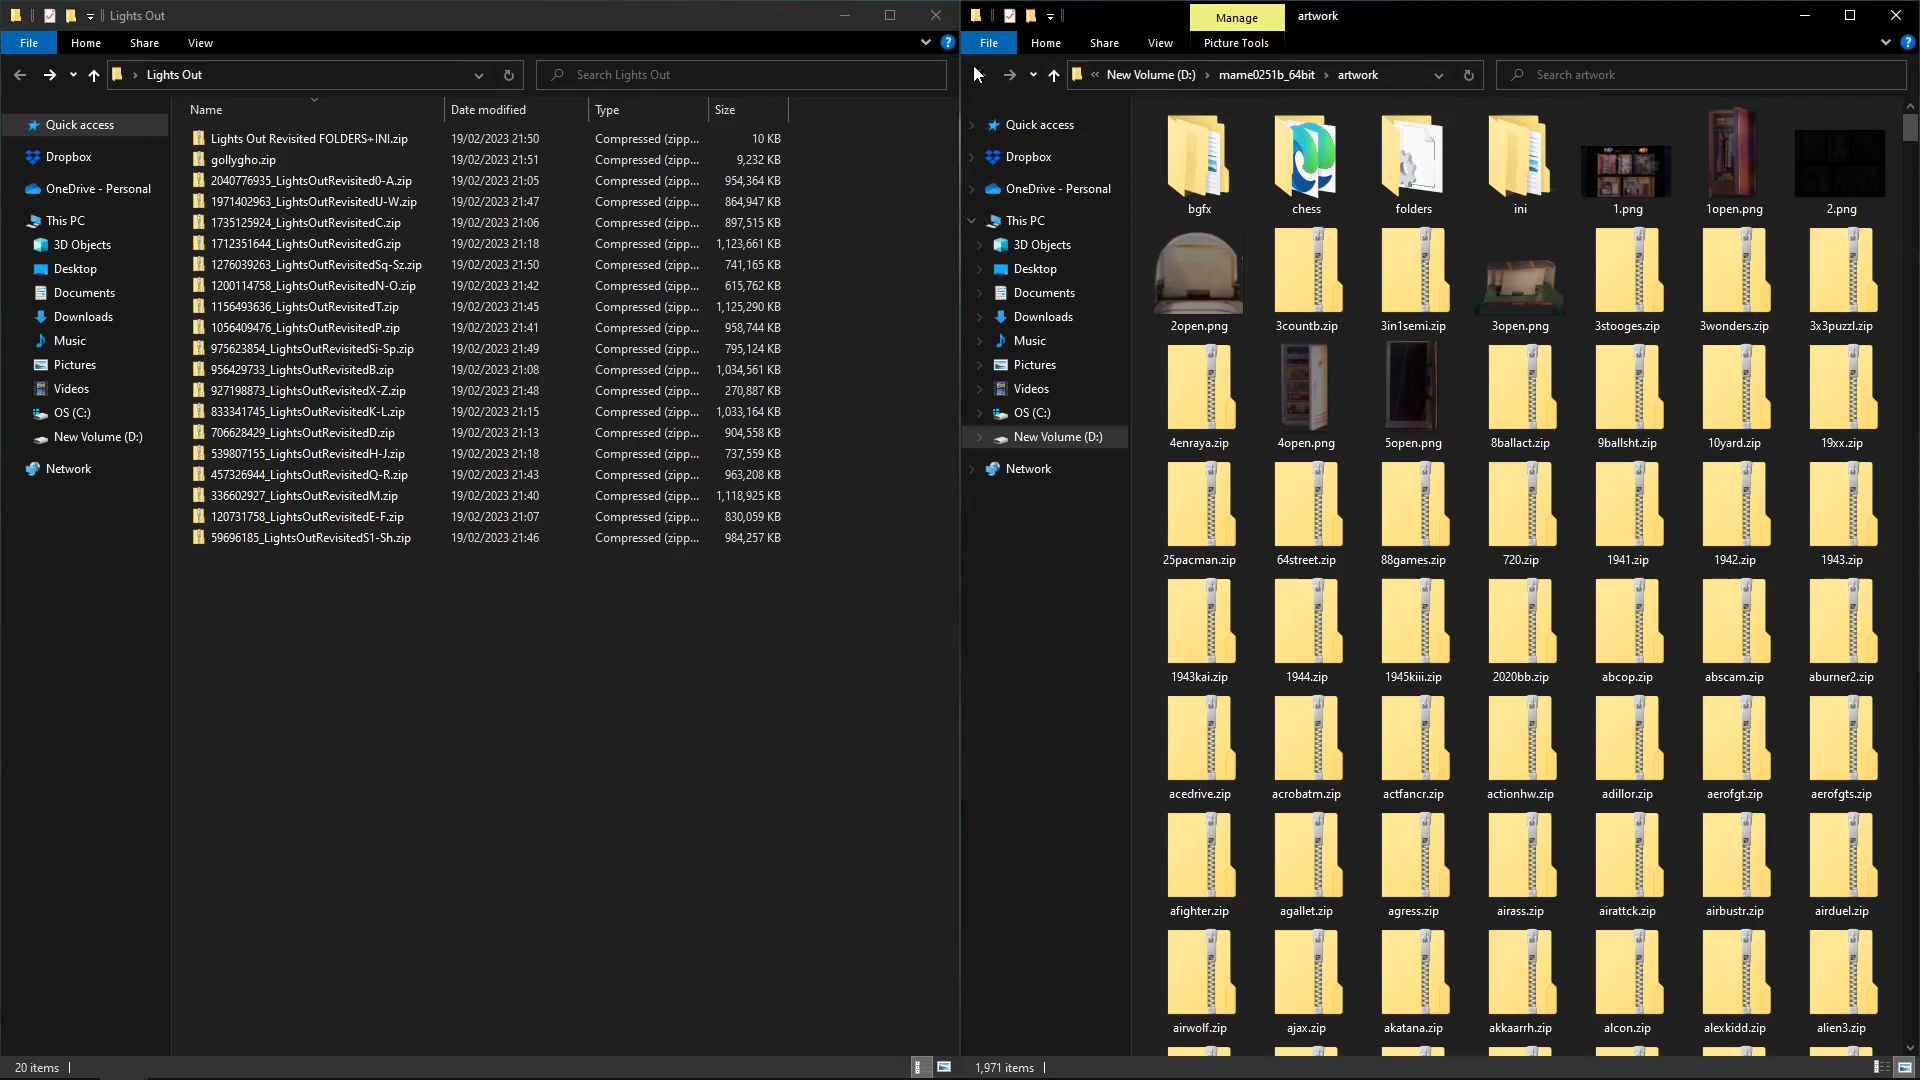 Lights Out
File Home Share View
Lights Out
Search Lights Out
Quick access
Dropbox
OneDrive - Personal
This PC
3D Objects
Desktop
Documents
Downloads
Music
Pictures
Videos
OS (C:)
New Volume (D:)
Network
Name Date modified Type Size
Lights Out Revisited FOLDERS+INI.zip 19/02/2023 21:50 Compressed (zipp... 10 KB
gollygho.zip 19/02/2023 21:51 Compressed (zipp... 9,232 KB
2040776935_LightsOutRevisited0-A.zip 19/02/2023 21:05 Compressed (zipp... 954,364 KB
1971402963_LightsOutRevisitedU-W.zip 19/02/2023 21:47 Compressed (zipp... 864,947 KB
1735125924_LightsOutRevisitedC.zip 19/02/2023 21:06 Compressed (zipp... 897,515 KB
1712351644_LightsOutRevisitedG.zip 19/02/2023 21:18 Compressed (zipp... 1,123,661 KB
1276039263_LightsOutRevisitedSq-Sz.zip 19/02/2023 21:50 Compressed (zipp... 741,165 KB
1200114758_LightsOutRevisitedN-O.zip 19/02/2023 21:42 Compressed (zipp... 615,762 KB
1156493636_LightsOutRevisitedT.zip 19/02/2023 21:45 Compressed (zipp... 1,125,290 KB
1056409476_LightsOutRevisitedP.zip 19/02/2023 21:41 Compressed (zipp... 958,744 KB
975623854_LightsOutRevisitedSi-Sp.zip 19/02/2023 21:49 Compressed (zipp... 795,124 KB
956429733_LightsOutRevisitedB.zip 19/02/2023 21:08 Compressed (zipp... 1,034,561 KB
927198873_LightsOutRevisitedX-Z.zip 19/02/2023 21:48 Compressed (zipp... 270,887 KB
833341745_LightsOutRevisitedK-L.zip 19/02/2023 21:15 Compressed (zipp... 1,033,164 KB
706628429_LightsOutRevisitedD.zip 19/02/2023 21:13 Compressed (zipp... 904,558 KB
539807155_LightsOutRevisitedH-J.zip 19/02/2023 21:18 Compressed (zipp... 737,559 KB
457326944_LightsOutRevisitedQ-R.zip 19/02/2023 21:43 Compressed (zipp... 963,208 KB
336602927_LightsOutRevisitedM.zip 19/02/2023 21:40 Compressed (zipp... 1,118,925 KB
120731758_LightsOutRevisitedE-F.zip 19/02/2023 21:07 Compressed (zipp... 830,059 KB
59696185_LightsOutRevisitedS1-Sh.zip 19/02/2023 21:46 Compressed (zipp... 984,257 KB
20 items
Manage artwork
File Home Share View Picture Tools
« New Volume (D:) › mame0251b_64bit › artwork
Search artwork
Quick access
Dropbox
OneDrive - Personal
This PC
3D Objects
Desktop
Documents
Downloads
Music
Pictures
Videos
OS (C:)
New Volume (D:)
Network
bgfx chess folders ini 1.png 1open.png 2.png
2open.png 3countb.zip 3in1semi.zip 3open.png 3stooges.zip 3wonders.zip 3x3puzzl.zip
4enraya.zip 4open.png 5open.png 8ballact.zip 9ballsht.zip 10yard.zip 19xx.zip
25pacman.zip 64street.zip 88games.zip 720.zip 1941.zip 1942.zip 1943.zip
1943kai.zip 1944.zip 1945kiii.zip 2020bb.zip abcop.zip abscam.zip aburner2.zip
acedrive.zip acrobatm.zip actfancr.zip actionhw.zip adillor.zip aerofgt.zip aerofgts.zip
afighter.zip agallet.zip agress.zip airass.zip airattck.zip airbustr.zip airduel.zip
airwolf.zip ajax.zip akatana.zip akkaarrh.zip alcon.zip alexkidd.zip alien3.zip
1,971 items